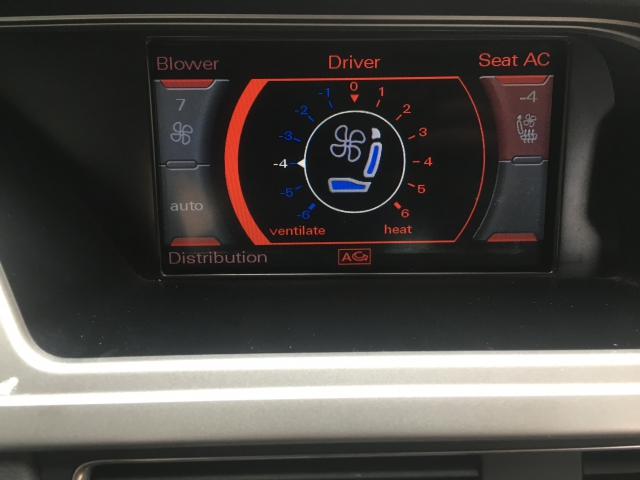 Blower Driver Seat AC
0
-1 1
7 -2 2 -4
-3 3
-4 4
-5 5
auto -6 6
ventilate heat
Distribution A